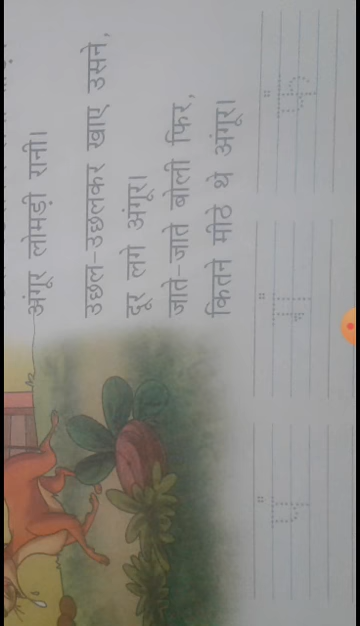 अंगूर लोमड़ी रानी।
उछल-उछलकर खाए उसने,
दूर लगे अंगूर।
जाते-जाते बोली फिर,
कितने मीठे थे अंगूर।